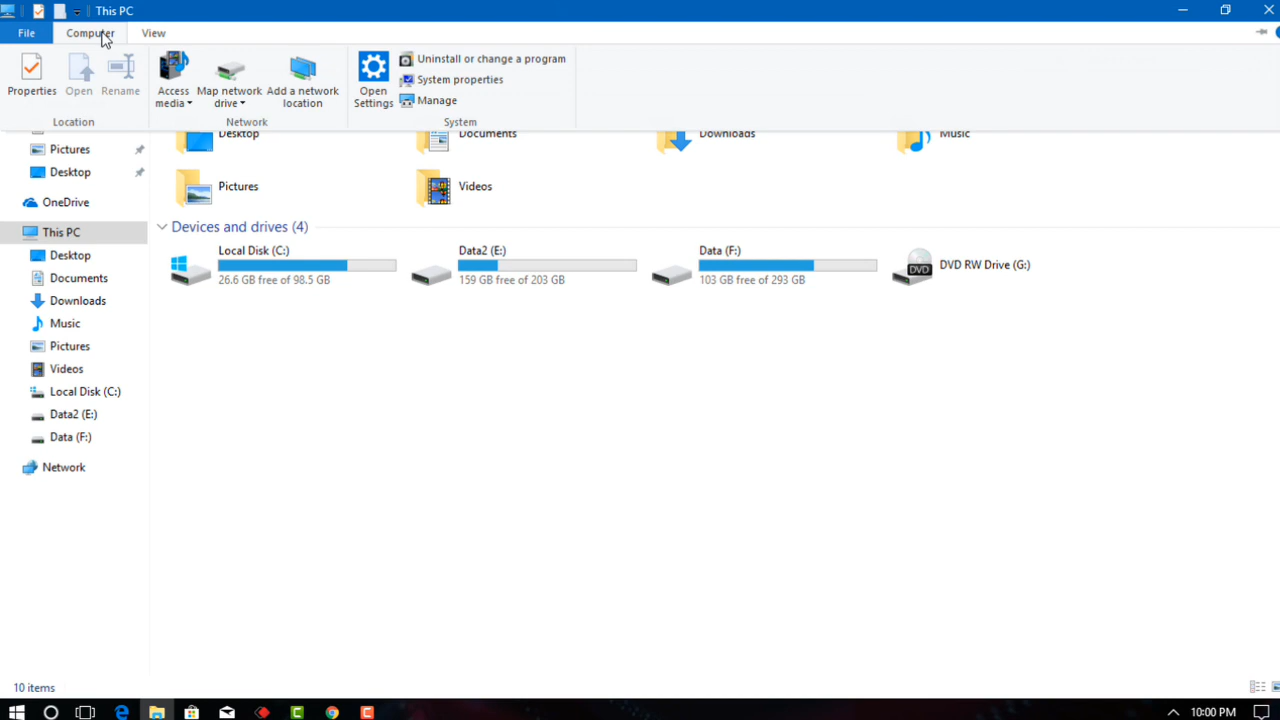 This PC
File Computer View
Properties Open Rename Access media Map network drive Add a network location Open Settings
Uninstall or change a program
System properties
Manage
Location Network System
Desktop Documents Downloads Music
Pictures Videos
Pictures
Desktop
OneDrive
This PC
Desktop
Documents
Downloads
Music
Pictures
Videos
Local Disk (C:)
Data2 (E:)
Data (F:)
Network
Devices and drives (4)
Local Disk (C:)
26.6 GB free of 98.5 GB
Data2 (E:)
159 GB free of 203 GB
Data (F:)
103 GB free of 293 GB
DVD RW Drive (G:)
DVD
10 items
10:00 PM